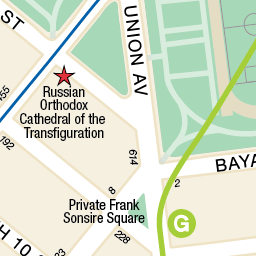 ST
UNION AV
Russian
Orthodox
Cathedral of the
Transfiguration
55
192
614
BAYA
2
Private Frank
Sonsire Square
8
G
228
H 10